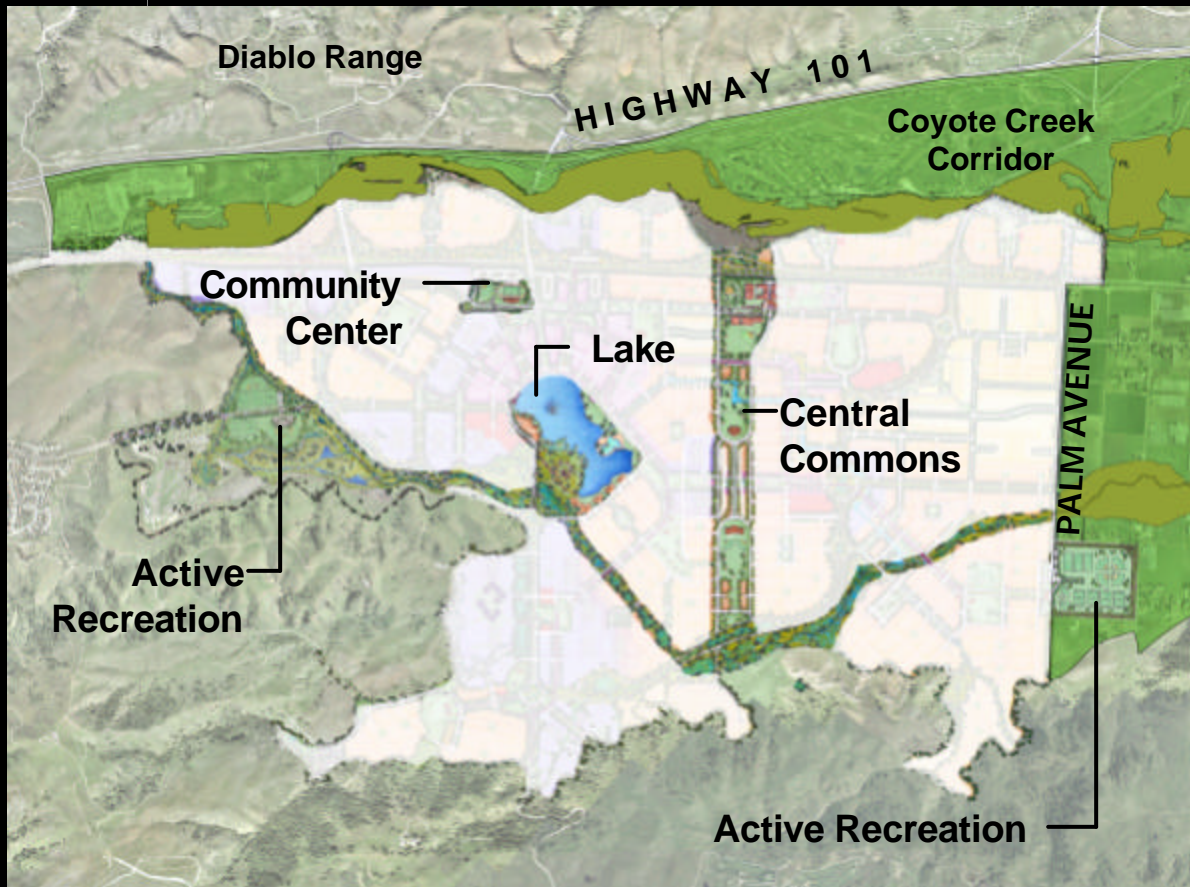 Diablo Range
HIGHWAY 101
Coyote Creek
Corridor
Community
Center
Lake
PALM AVENUE
Central
Commons
Active
Recreation
Active Recreation